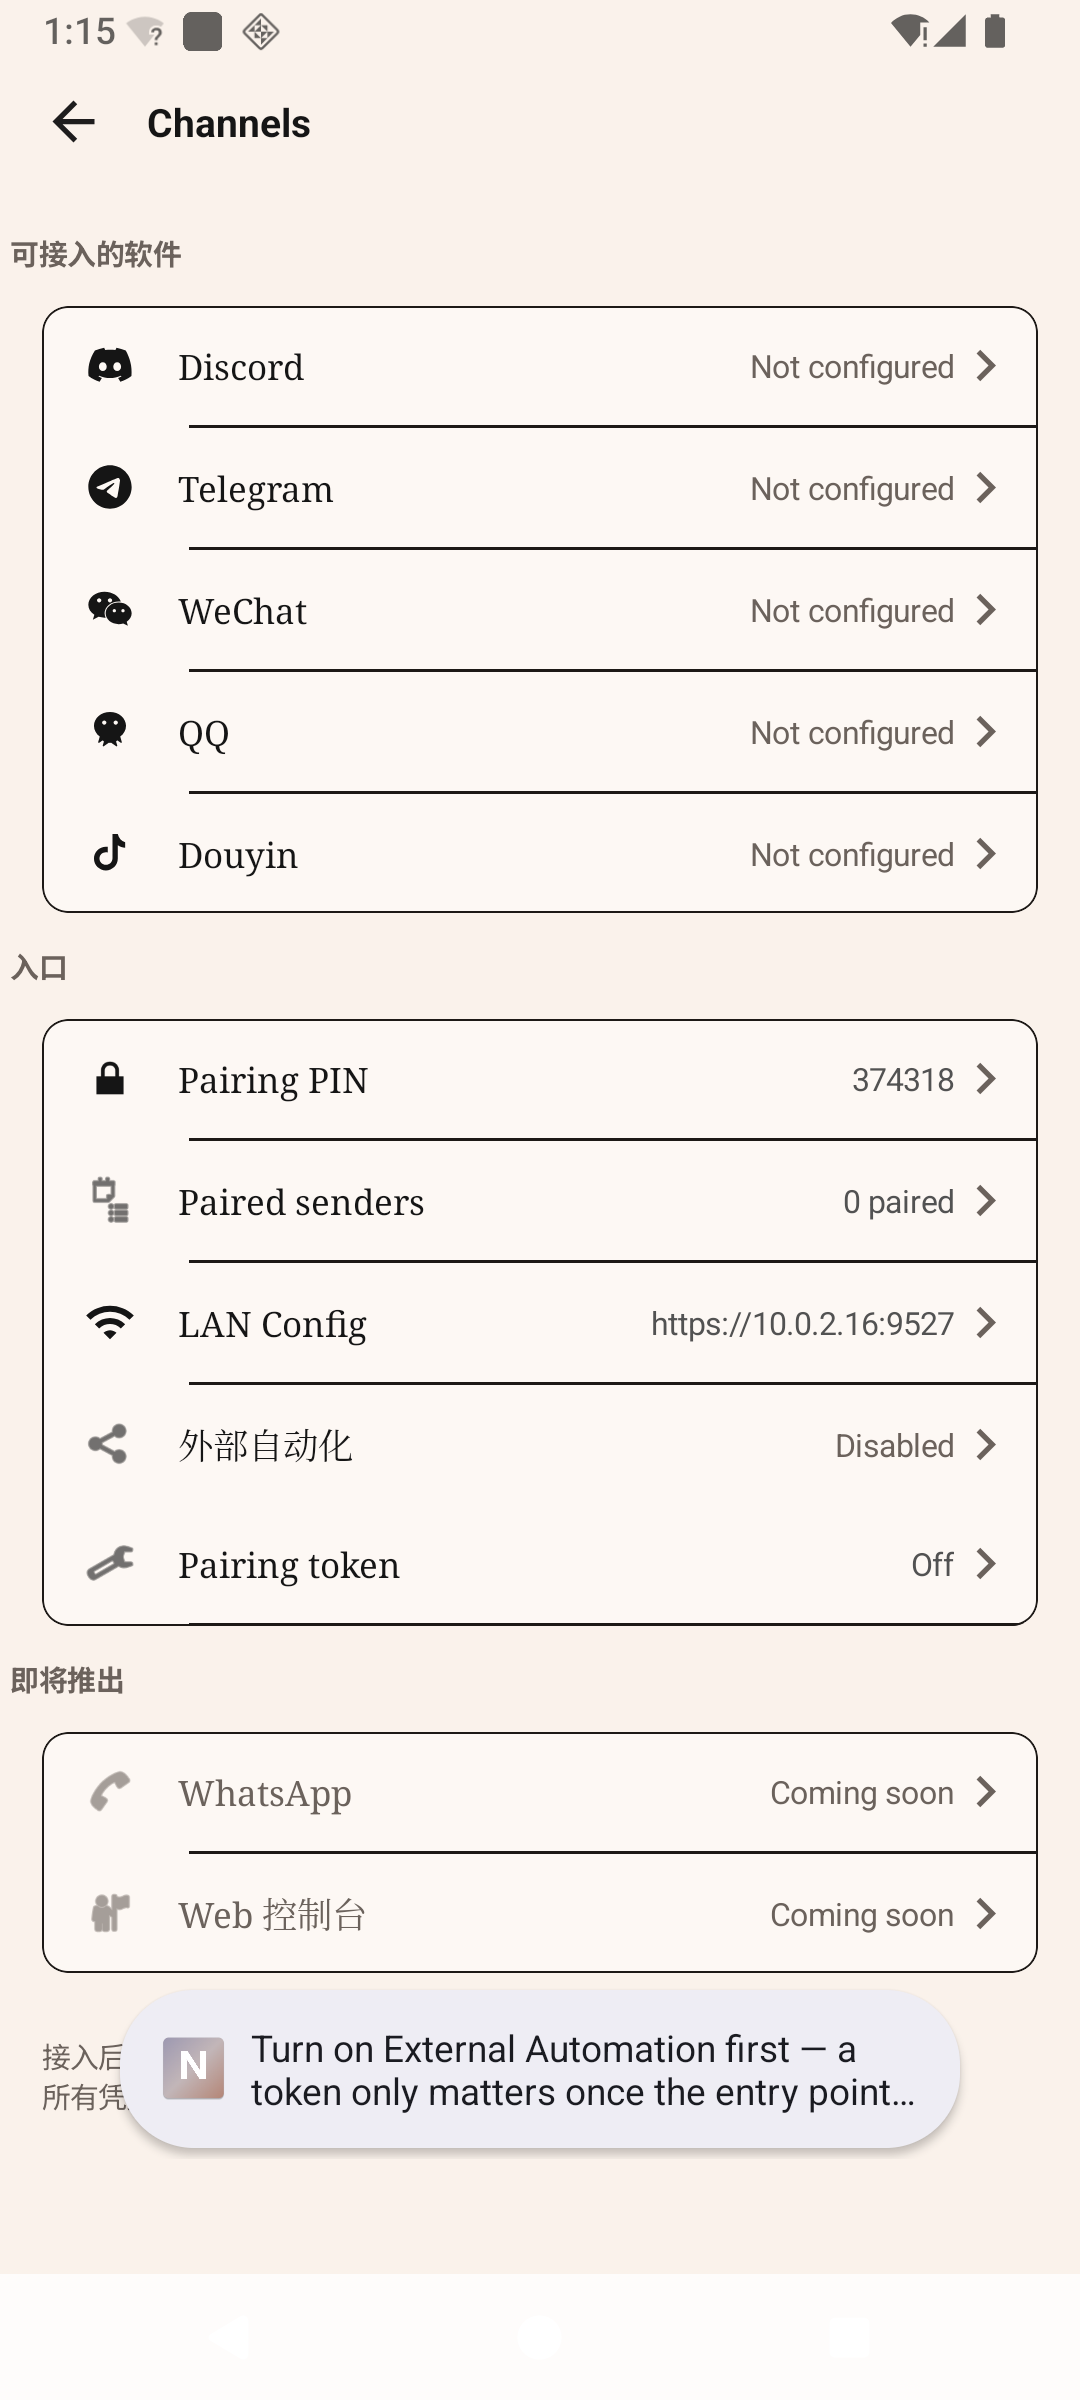 1:15
Channels
可接入的软件
Discord Not configured
Telegram Not configured
WeChat Not configured
QQ Not configured
Douyin Not configured
入口
Pairing PIN 374318
Paired senders 0 paired
LAN Config https://10.0.2.16:9527
外部自动化 Disabled
Pairing token Off
即将推出
WhatsApp Coming soon
Web 控制台 Coming soon
接入后
所有凭
N
Turn on External Automation first — a
token only matters once the entry point...